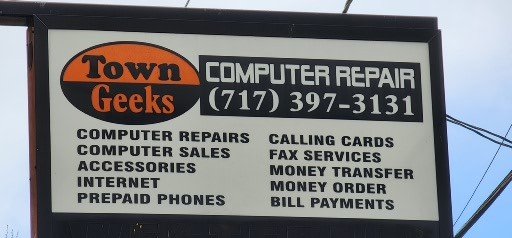 Town
Geeks
COMPUTER REPAIR
(717) 397-3131
COMPUTER REPAIRS
COMPUTER SALES
ACCESSORIES
INTERNET
PREPAID PHONES
CALLING CARDS
FAX SERVICES
MONEY TRANSFER
MONEY ORDER
BILL PAYMENTS